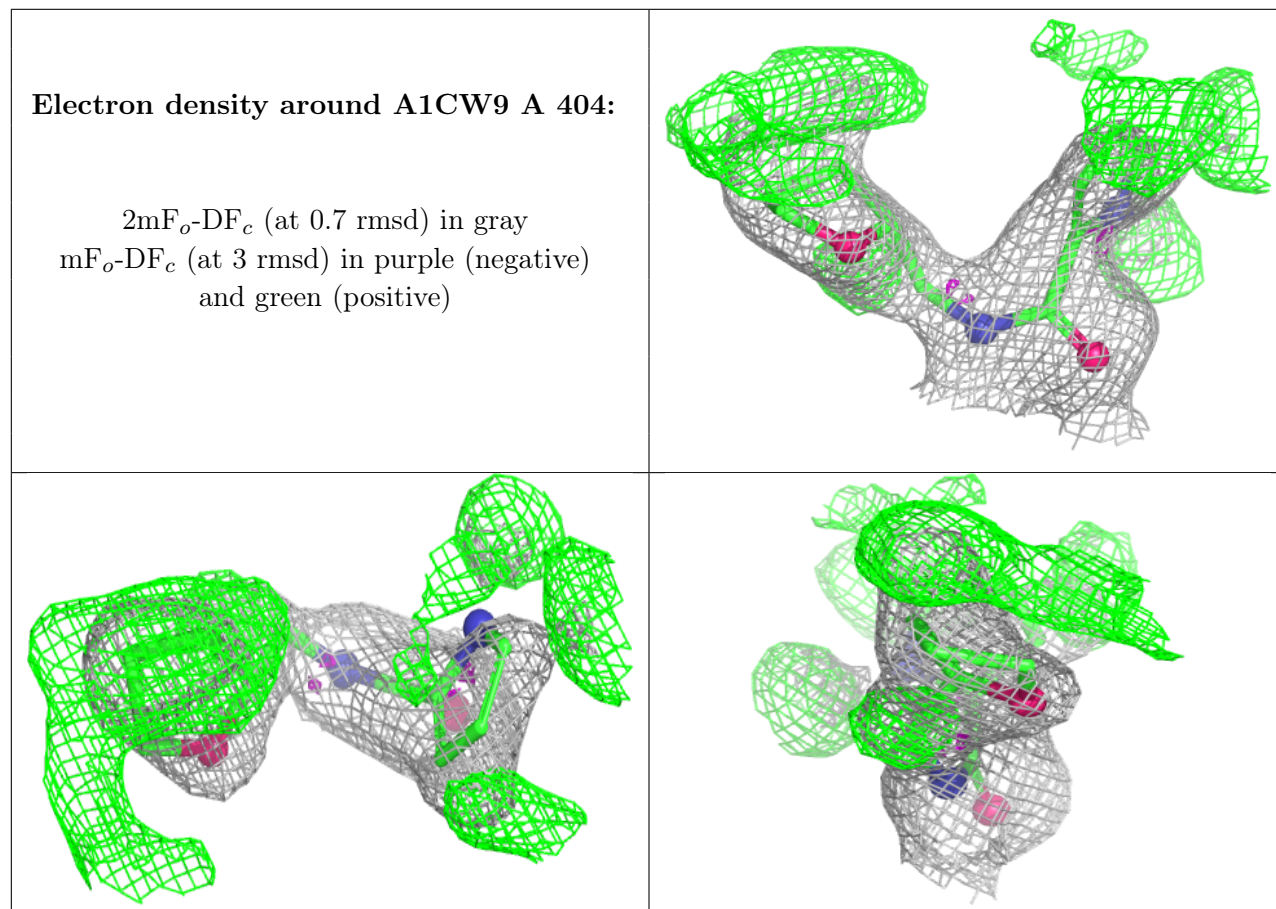 Electron density around A1CW9 A 404:
2mFo-DFc (at 0.7 rmsd) in gray
mFo-DFc (at 3 rmsd) in purple (negative)
and green (positive)